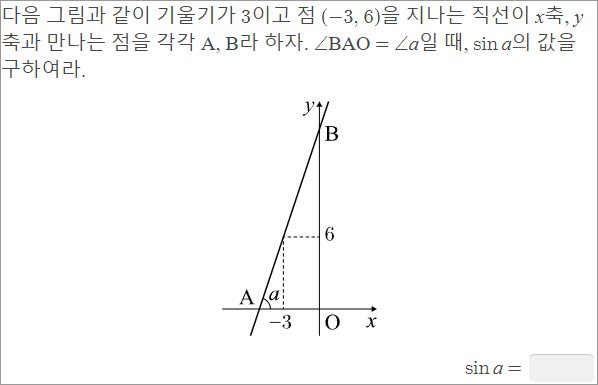 다음 그림과 같이 기울기가 3이고 점 (−3, 6)을 지나는 직선이 x축, y
축과 만나는 점을 각각 A, B라 하자. ∠BAO = ∠a일 때, sin a의 값을
구하여라.
y
B
6
A a
−3 O x
sin a =